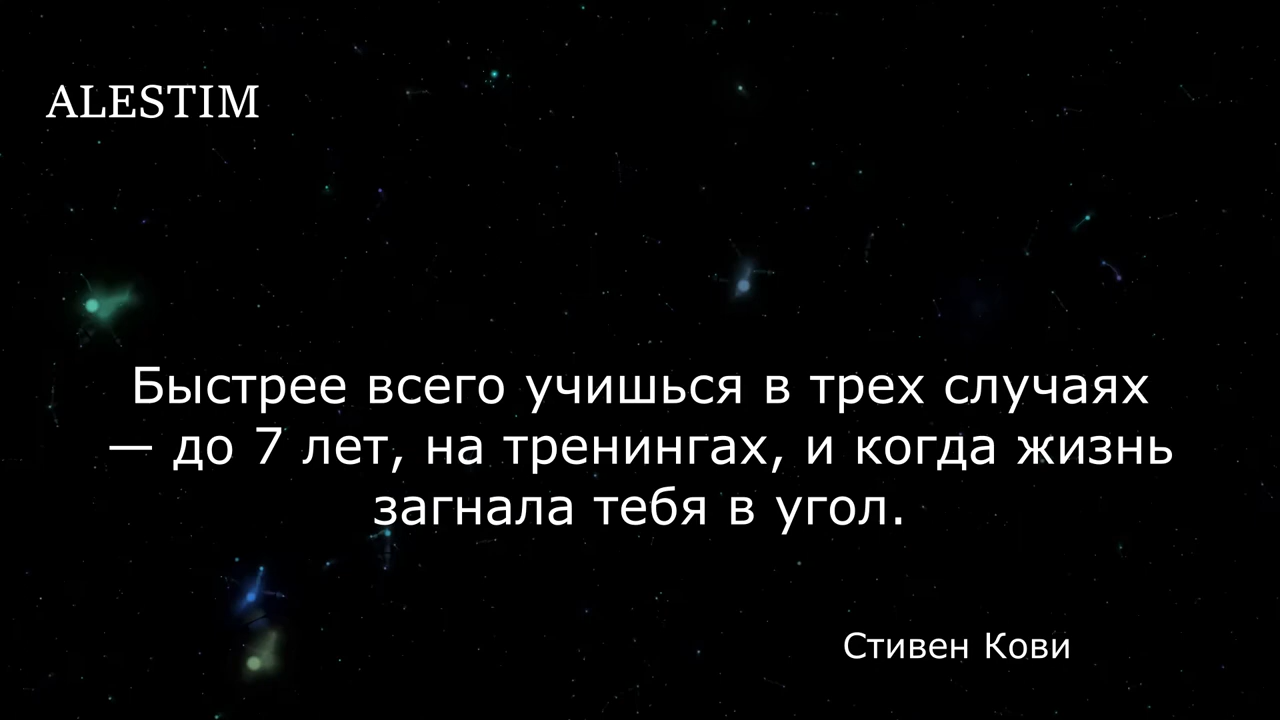 ALESTIM
Быстрее всего учишься в трех случаях
— до 7 лет, на тренингах, и когда жизнь
загнала тебя в угол.
Стивен Кови